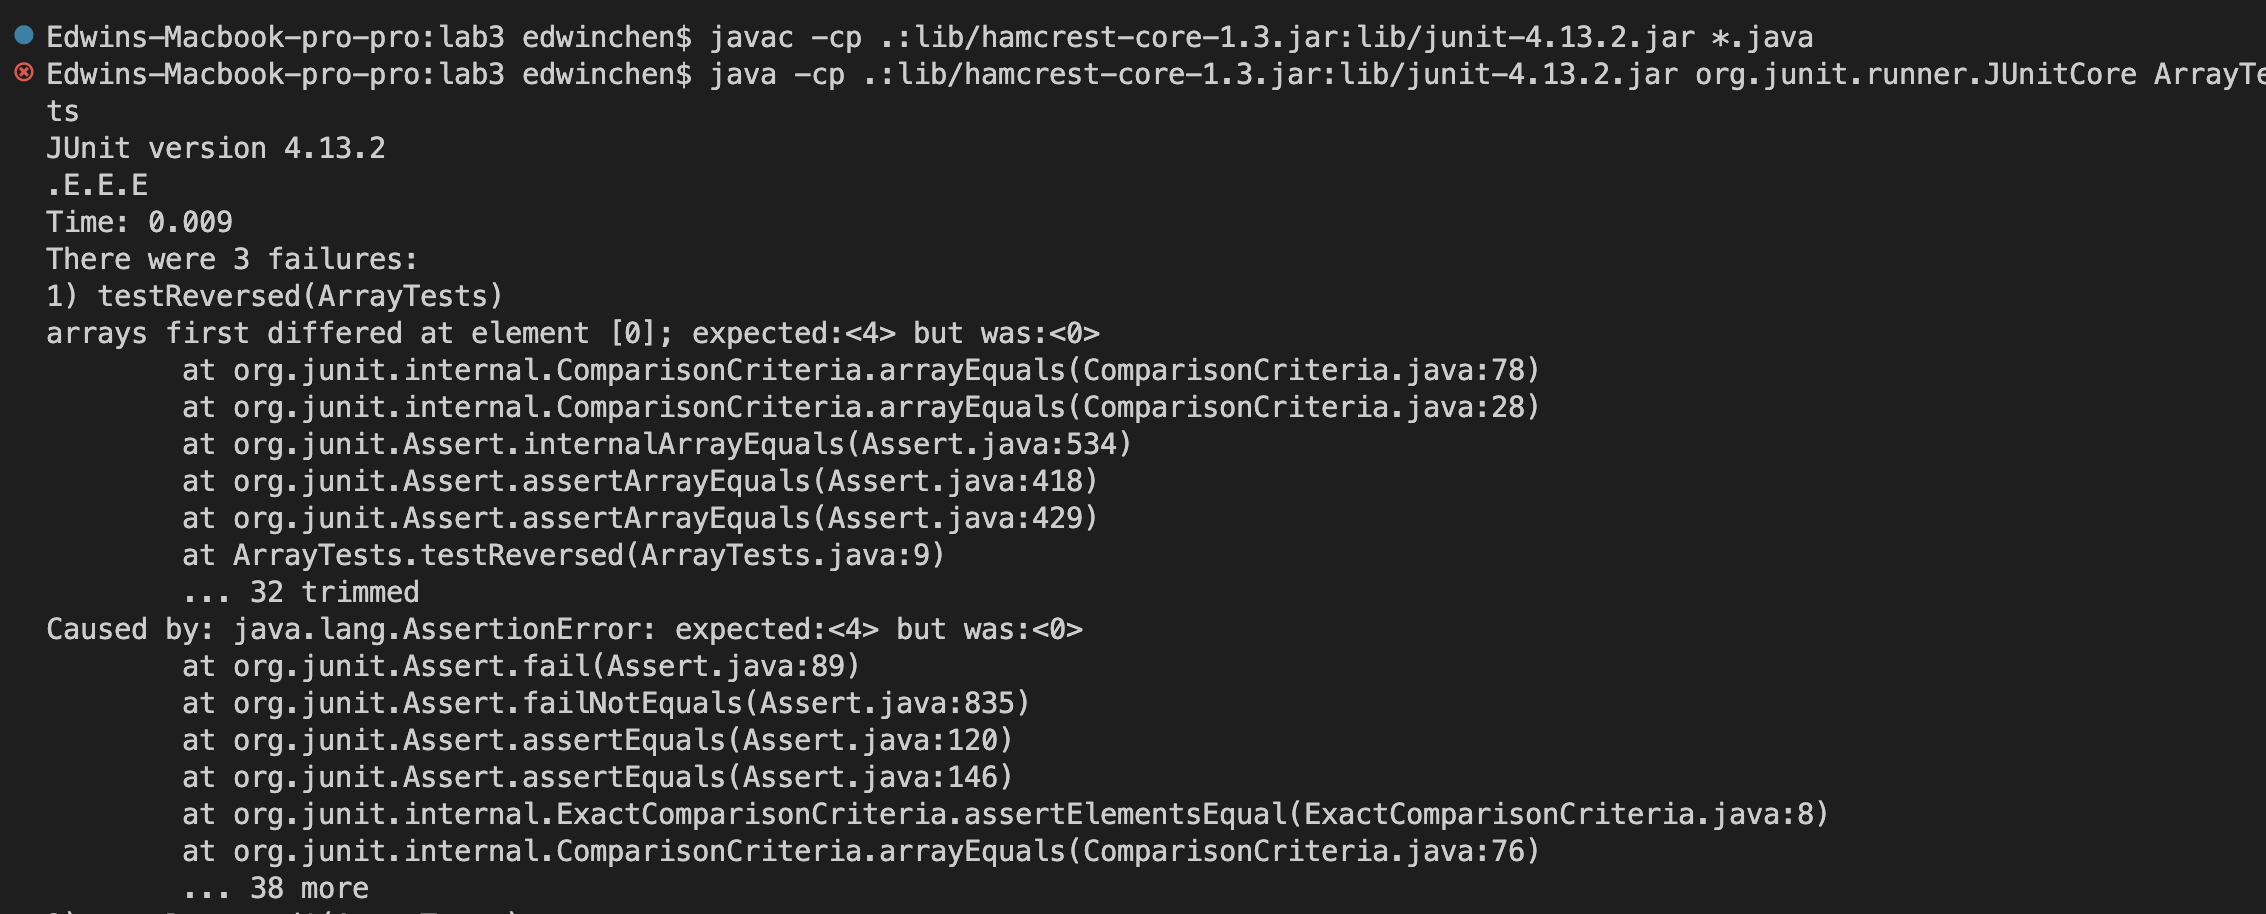 Edwins-Macbook-pro-pro:lab3 edwinchen$ javac -cp .:lib/hamcrest-core-1.3.jar:lib/junit-4.13.2.jar *.java
Edwins-Macbook-pro-pro:lab3 edwinchen$ java -cp .:lib/hamcrest-core-1.3.jar:lib/junit-4.13.2.jar org.junit.runner.JUnitCore ArrayTe
ts
JUnit version 4.13.2
.E.E.E
Time: 0.009
There were 3 failures:
1) testReversed(ArrayTests)
arrays first differed at element [0]; expected:<4> but was:<0>
        at org.junit.internal.ComparisonCriteria.arrayEquals(ComparisonCriteria.java:78)
        at org.junit.internal.ComparisonCriteria.arrayEquals(ComparisonCriteria.java:28)
        at org.junit.Assert.internalArrayEquals(Assert.java:534)
        at org.junit.Assert.assertArrayEquals(Assert.java:418)
        at org.junit.Assert.assertArrayEquals(Assert.java:429)
        at ArrayTests.testReversed(ArrayTests.java:9)
        ... 32 trimmed
Caused by: java.lang.AssertionError: expected:<4> but was:<0>
        at org.junit.Assert.fail(Assert.java:89)
        at org.junit.Assert.failNotEquals(Assert.java:835)
        at org.junit.Assert.assertEquals(Assert.java:120)
        at org.junit.Assert.assertEquals(Assert.java:146)
        at org.junit.internal.ExactComparisonCriteria.assertElementsEqual(ExactComparisonCriteria.java:8)
        at org.junit.internal.ComparisonCriteria.arrayEquals(ComparisonCriteria.java:76)
        ... 38 more